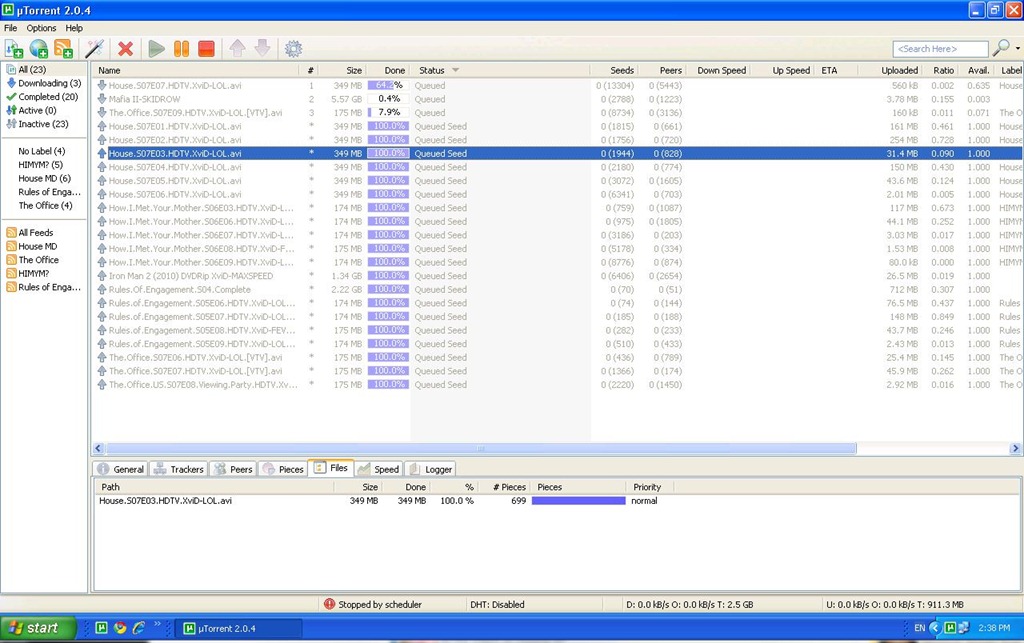 µTorrent 2.0.4
File Options Help
<Search Here>
All (23)
Downloading (3)
Completed (20)
Active (0)
Inactive (23)
No Label (4)
HIMYM? (5)
House MD (6)
Rules of Enga...
The Office (4)
All Feeds
House MD
The Office
HIMYM?
Rules of Enga...
Name # Size Done Status Seeds Peers Down Speed Up Speed ETA Uploaded Ratio Avail. Label
House.S07E07.HDTV.XviD-LOL.avi 1 349 MB 64.2% Queued 0 (13304) 0 (5443) 560 kB 0.002 0.635 House
Mafia II-SKIDROW 2 5.57 GB 0.4% Queued 0 (2788) 0 (1223) 3.78 MB 0.155 0.003
The.Office.S07E09.HDTV.XviD-LOL.[VTV].avi 3 175 MB 7.9% Queued 0 (8734) 0 (3136) 160 kB 0.011 0.071 The O
House.S07E01.HDTV.XviD-LOL.avi * 349 MB 100.0% Queued Seed 0 (1815) 0 (661) 161 MB 0.461 1.000 House
House.S07E02.HDTV.XviD-LOL.avi * 349 MB 100.0% Queued Seed 0 (1756) 0 (720) 254 MB 0.728 1.000 House
House.S07E03.HDTV.XviD-LOL.avi * 349 MB 100.0% Queued Seed 0 (1944) 0 (828) 31.4 MB 0.090 1.000 House
House.S07E04.HDTV.XviD-LOL.avi * 349 MB 100.0% Queued Seed 0 (2180) 0 (774) 150 MB 0.430 1.000 House
House.S07E05.HDTV.XviD-LOL.avi * 349 MB 100.0% Queued Seed 0 (3072) 0 (1605) 43.6 MB 0.124 1.000 House
House.S07E06.HDTV.XviD-LOL.avi * 349 MB 100.0% Queued Seed 0 (6341) 0 (703) 2.01 MB 0.005 1.000 House
How.I.Met.Your.Mother.S06E03.HDTV.XviD-L... * 174 MB 100.0% Queued Seed 0 (759) 0 (1087) 117 MB 0.673 1.000 HIMYM
How.I.Met.Your.Mother.S06E06.HDTV.XviD-L... * 174 MB 100.0% Queued Seed 0 (975) 0 (1805) 44.1 MB 0.252 1.000 HIMYM
How.I.Met.Your.Mother.S06E07.HDTV.XviD-L... * 174 MB 100.0% Queued Seed 0 (3186) 0 (203) 3.03 MB 0.017 1.000 HIMYM
How.I.Met.Your.Mother.S06E08.HDTV.XviD-F... * 175 MB 100.0% Queued Seed 0 (5178) 0 (334) 1.53 MB 0.008 1.000 HIMYM
How.I.Met.Your.Mother.S06E09.HDTV.XviD-L... * 174 MB 100.0% Queued Seed 0 (8776) 0 (874) 80.0 kB 0.000 1.000 HIMYM
Iron Man 2 (2010) DVDRip XviD-MAXSPEED * 1.34 GB 100.0% Queued Seed 0 (6406) 0 (2654) 26.5 MB 0.019 1.000
Rules.Of.Engagement.S04.Complete * 2.22 GB 100.0% Queued Seed 0 (70) 0 (51) 712 MB 0.307 1.000
Rules.of.Engagement.S05E06.HDTV.XviD-LOL... * 174 MB 100.0% Queued Seed 0 (74) 0 (144) 76.5 MB 0.437 1.000 Rules
Rules.of.Engagement.S05E07.HDTV.XviD-LOL... * 174 MB 100.0% Queued Seed 0 (185) 0 (188) 148 MB 0.849 1.000 Rules
Rules.of.Engagement.S05E08.HDTV.XviD-FEV... * 175 MB 100.0% Queued Seed 0 (282) 0 (233) 43.7 MB 0.246 1.000 Rules
Rules.of.Engagement.S05E09.HDTV.XviD-LOL... * 174 MB 100.0% Queued Seed 0 (510) 0 (433) 2.43 MB 0.013 1.000 Rules
The.Office.S07E06.HDTV.XviD-LOL.[VTV].avi * 175 MB 100.0% Queued Seed 0 (436) 0 (789) 25.4 MB 0.145 1.000 The O
The.Office.S07E07.HDTV.XviD-LOL.[VTV].avi * 175 MB 100.0% Queued Seed 0 (1366) 0 (174) 45.9 MB 0.262 1.000 The O
The.Office.US.S07E08.Viewing.Party.HDTV.Xv... * 175 MB 100.0% Queued Seed 0 (2220) 0 (1450) 2.92 MB 0.016 1.000 The O
General Trackers Peers Pieces Files Speed Logger
Path Size Done % # Pieces Pieces Priority
House.S07E03.HDTV.XviD-LOL.avi 349 MB 349 MB 100.0 % 699 normal
Stopped by scheduler DHT: Disabled D: 0.0 kB/s O: 0.0 kB/s T: 2.5 GB U: 0.0 kB/s O: 0.0 kB/s T: 911.3 MB
start µTorrent 2.0.4 EN 2:38 PM